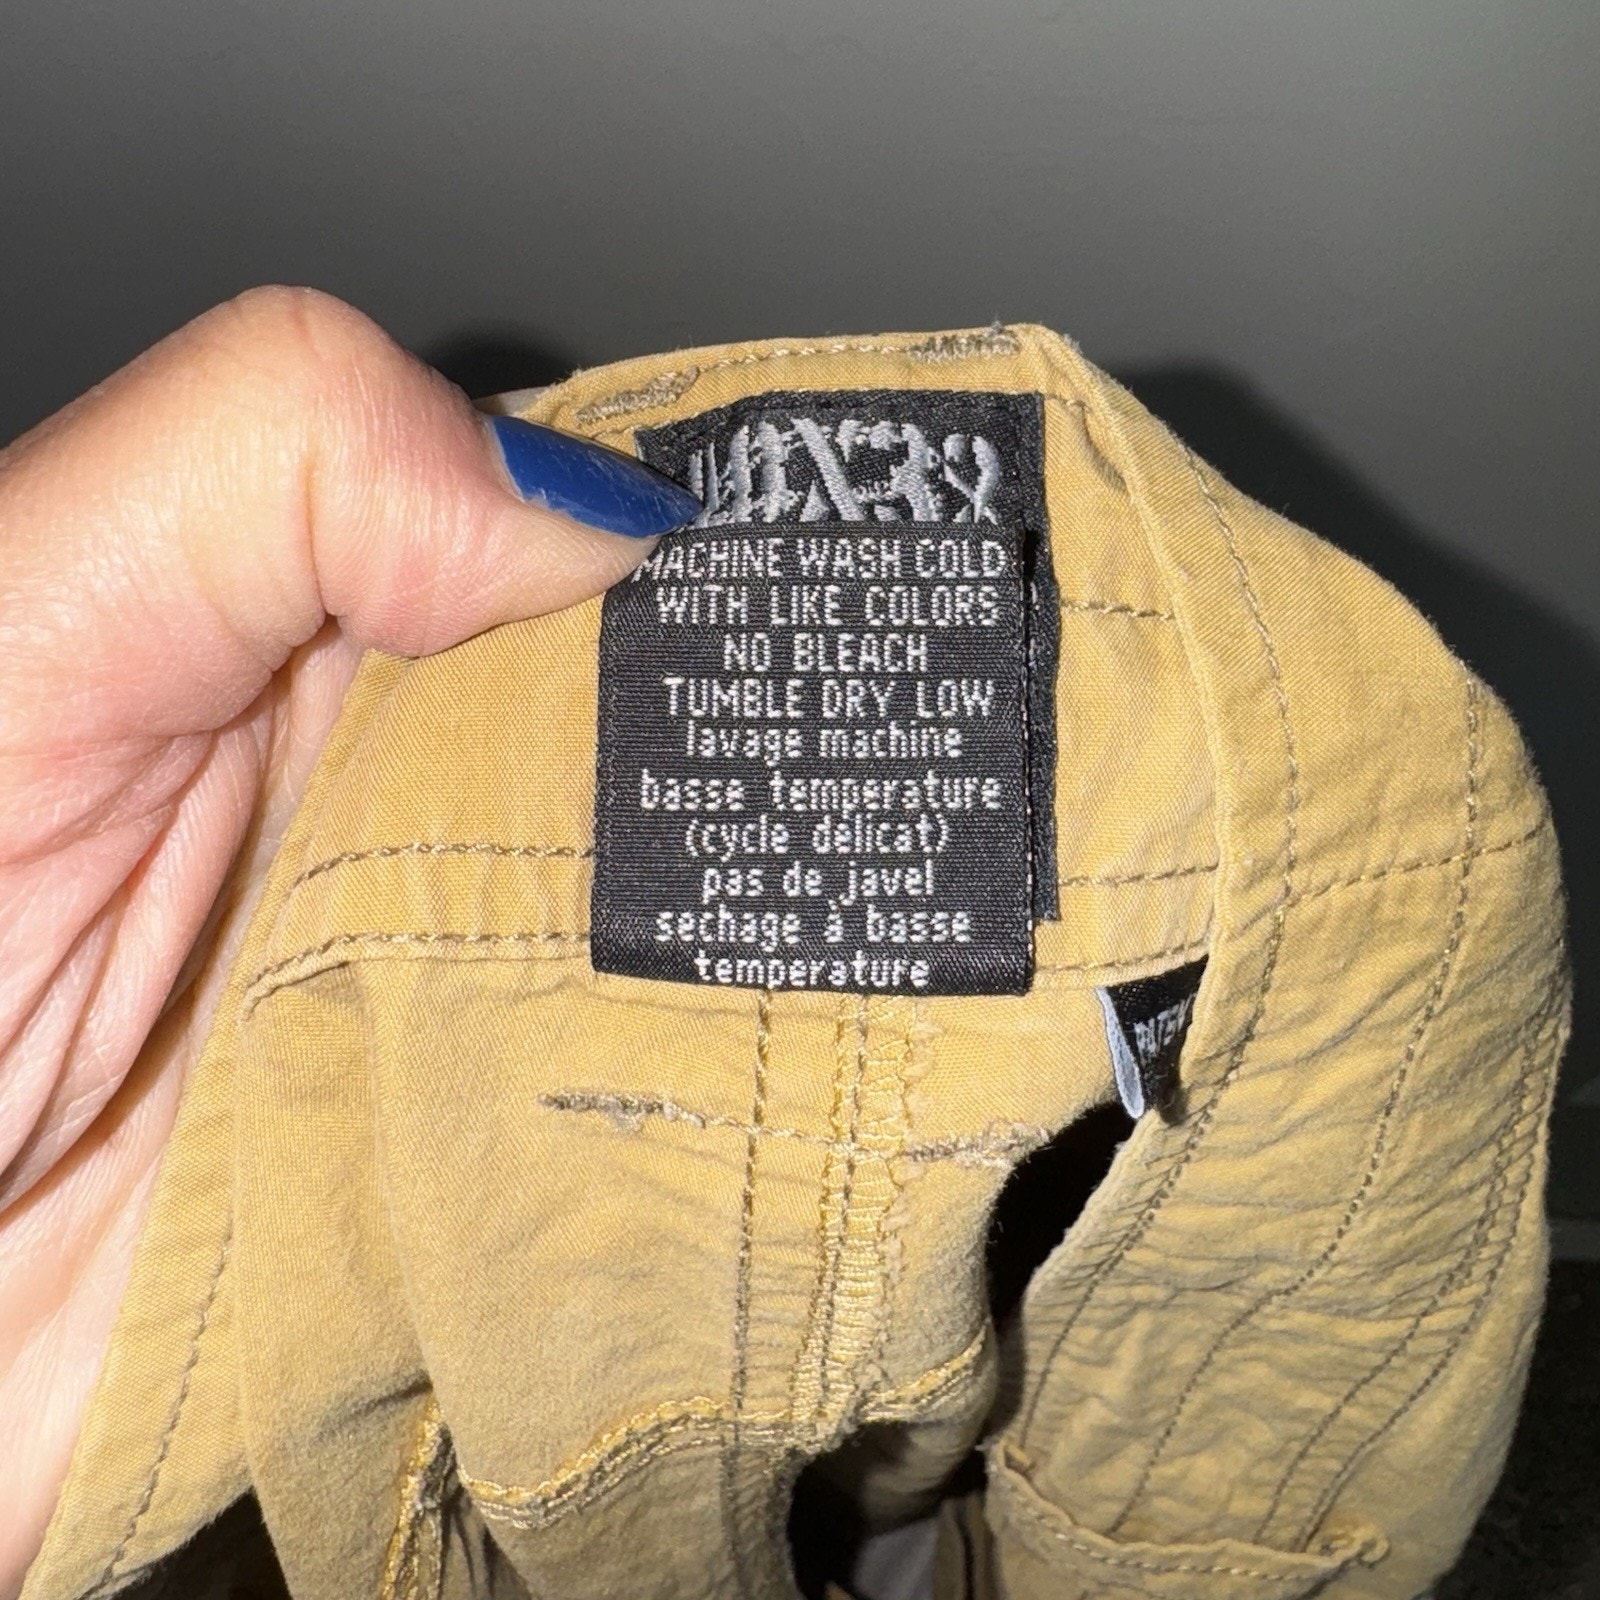 MACHINE WASH COLD
WITH LIKE COLORS
NO BLEACH
TUMBLE DRY LOW
lavage machine
basse temperature
(cycle délicat)
pas de javel
sechage à basse
temperature